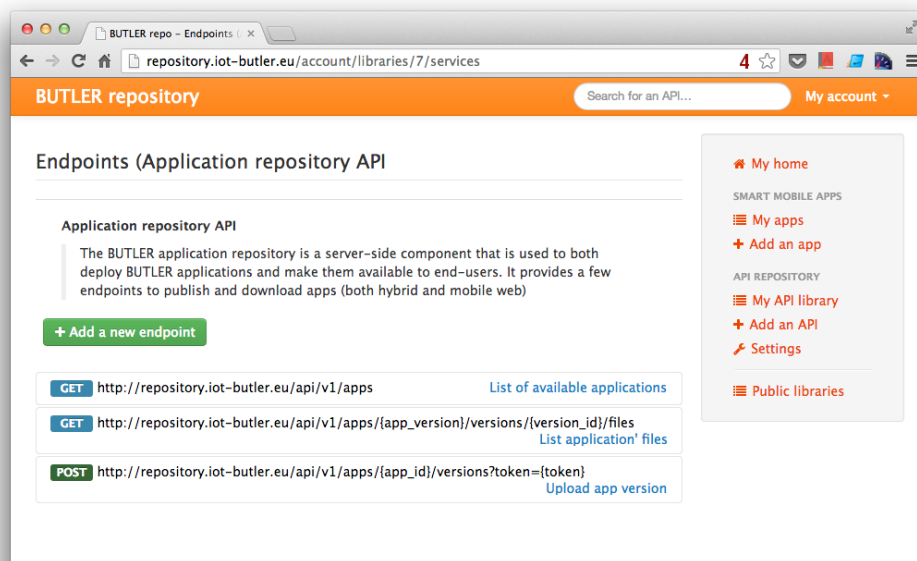 BUTLER repo – Endpoints (
repository.iot-butler.eu/account/libraries/7/services
4
BUTLER repository
Search for an API...
My account
Endpoints (Application repository API
Application repository API
The BUTLER application repository is a server-side component that is used to both
deploy BUTLER applications and make them available to end-users. It provides a few
endpoints to publish and download apps (both hybrid and mobile web)
+ Add a new endpoint
GET http://repository.iot-butler.eu/api/v1/apps List of available applications
GET http://repository.iot-butler.eu/api/v1/apps/{app_version}/versions/{version_id}/files
List application' files
POST http://repository.iot-butler.eu/api/v1/apps/{app_id}/versions?token={token}
Upload app version
My home
SMART MOBILE APPS
My apps
+ Add an app
API REPOSITORY
My API library
+ Add an API
Settings
Public libraries